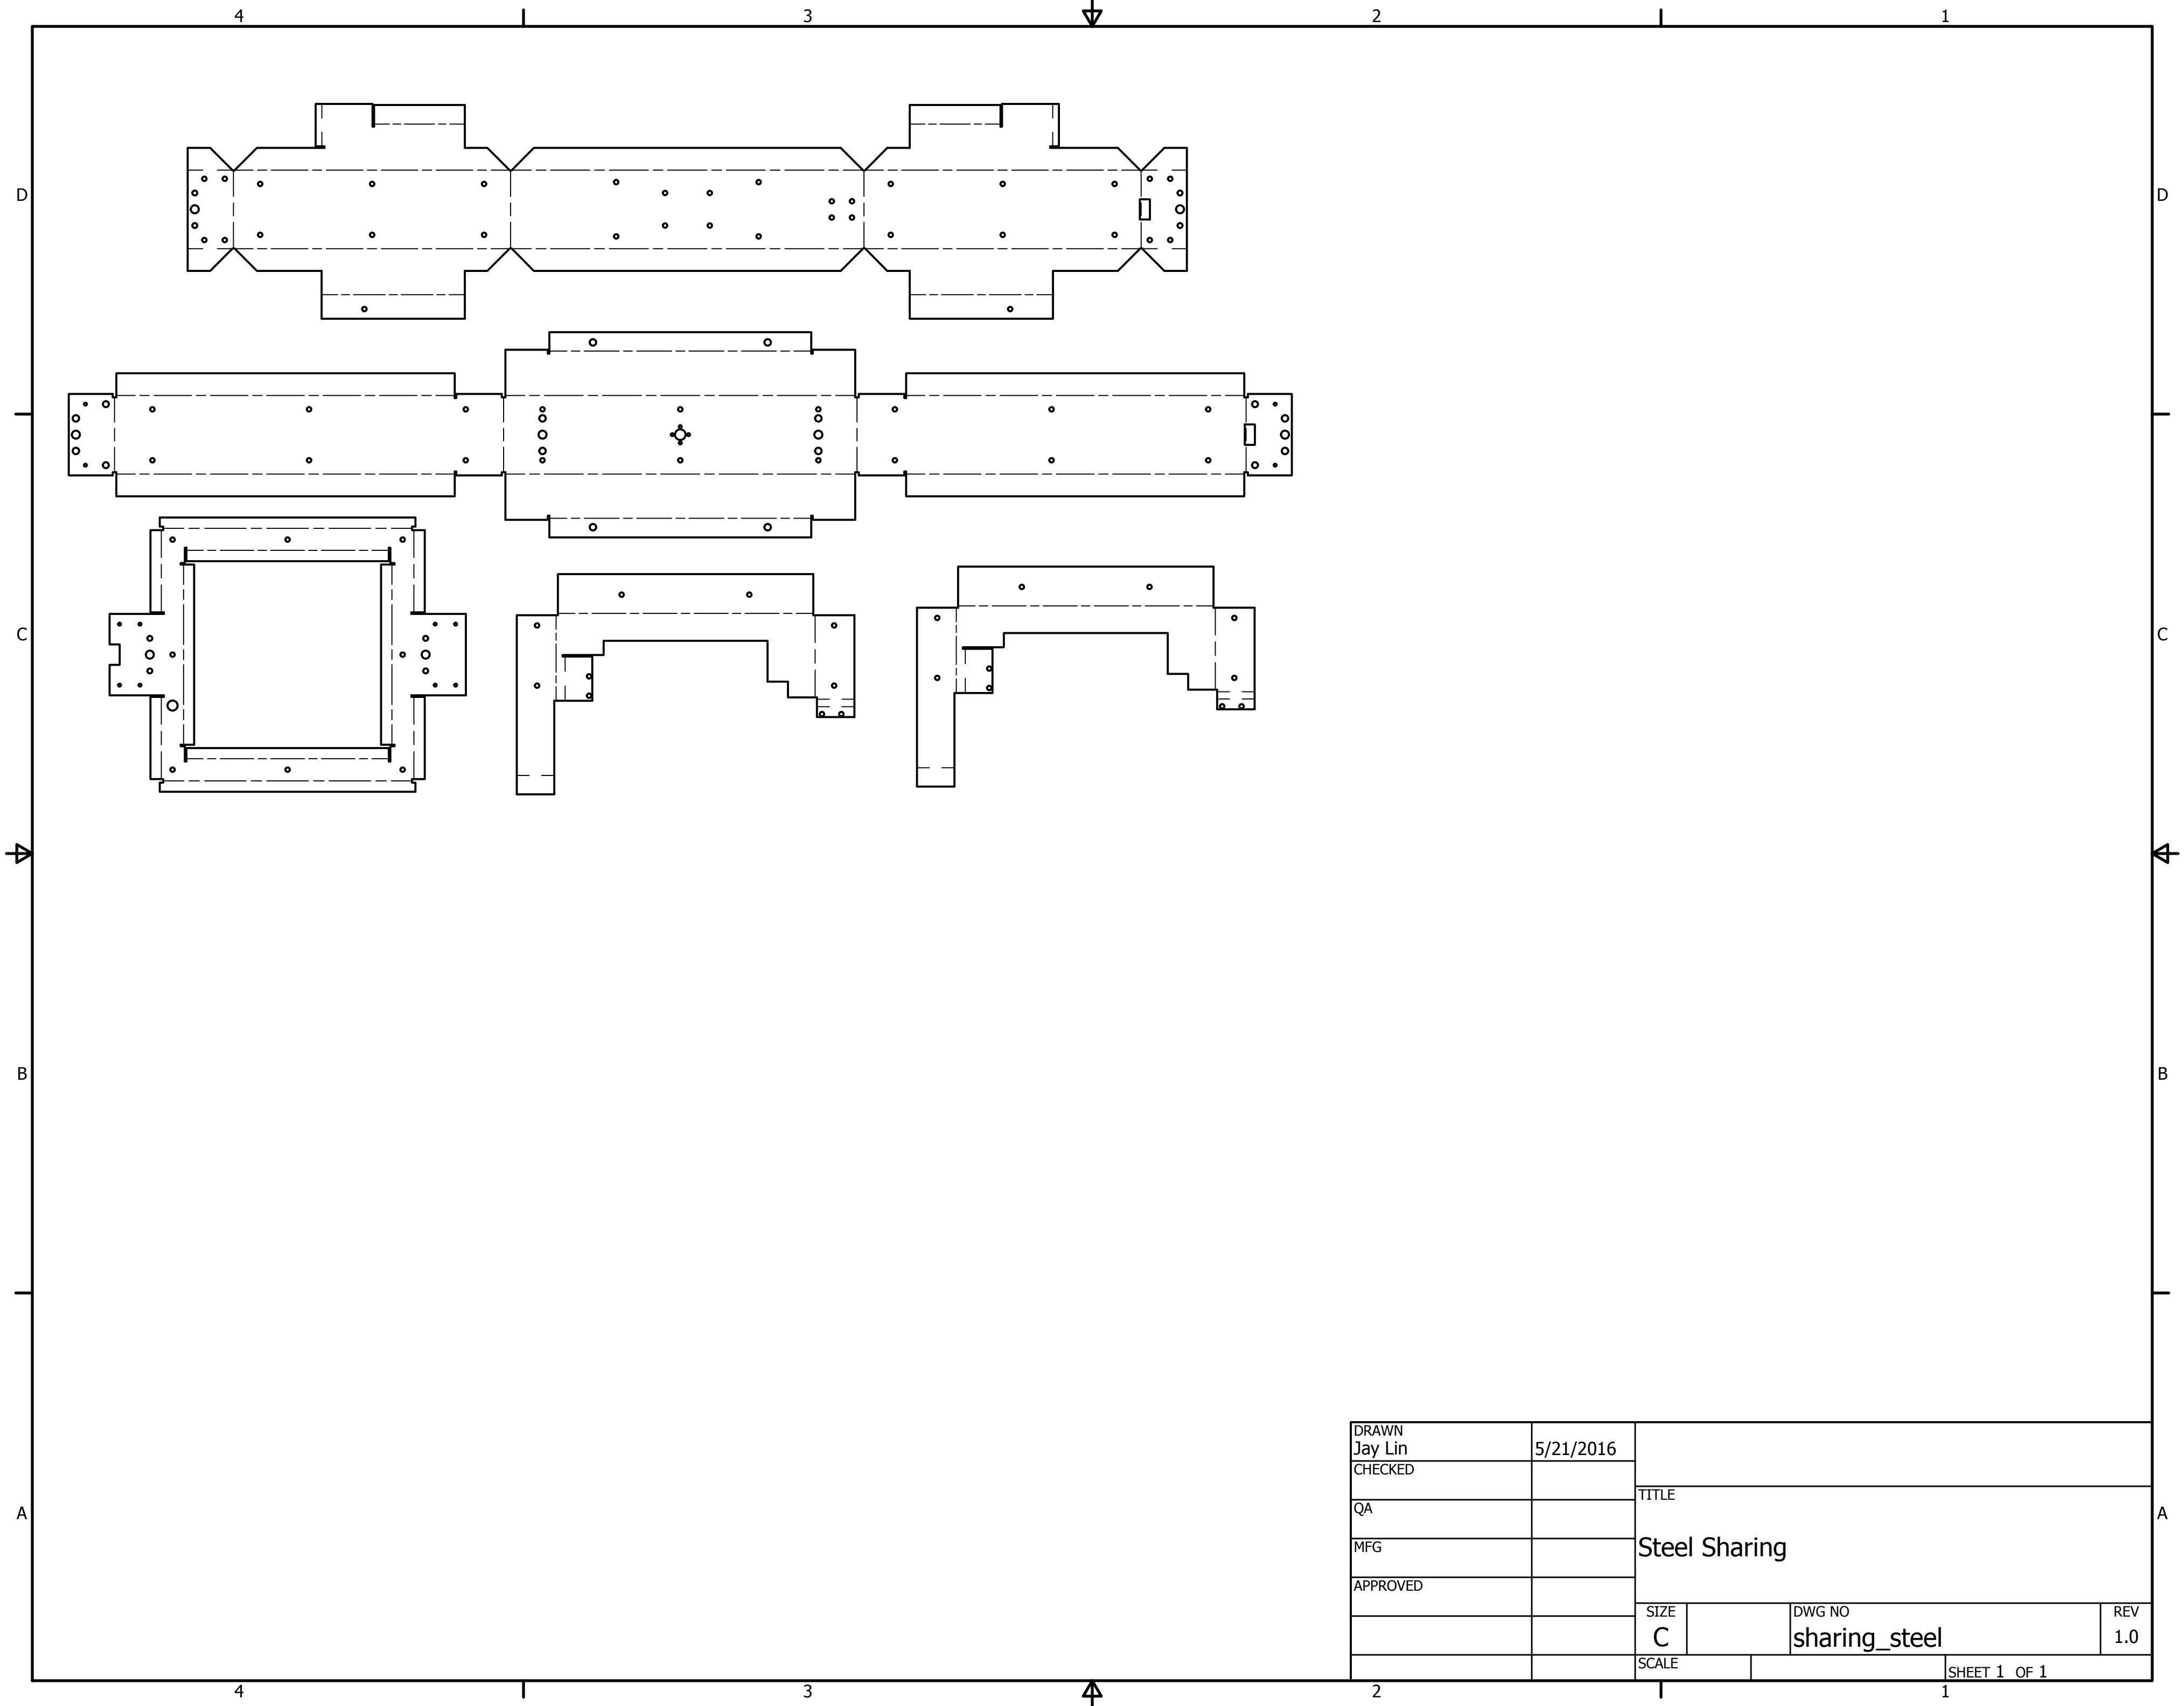 4 3 2 1
D D
C C
B B
A A
DRAWN
Jay Lin 5/21/2016
CHECKED
QA
MFG
APPROVED
TITLE
Steel Sharing
SIZE DWG NO REV
C sharing_steel 1.0
SCALE SHEET 1 OF 1
4 3 2 1